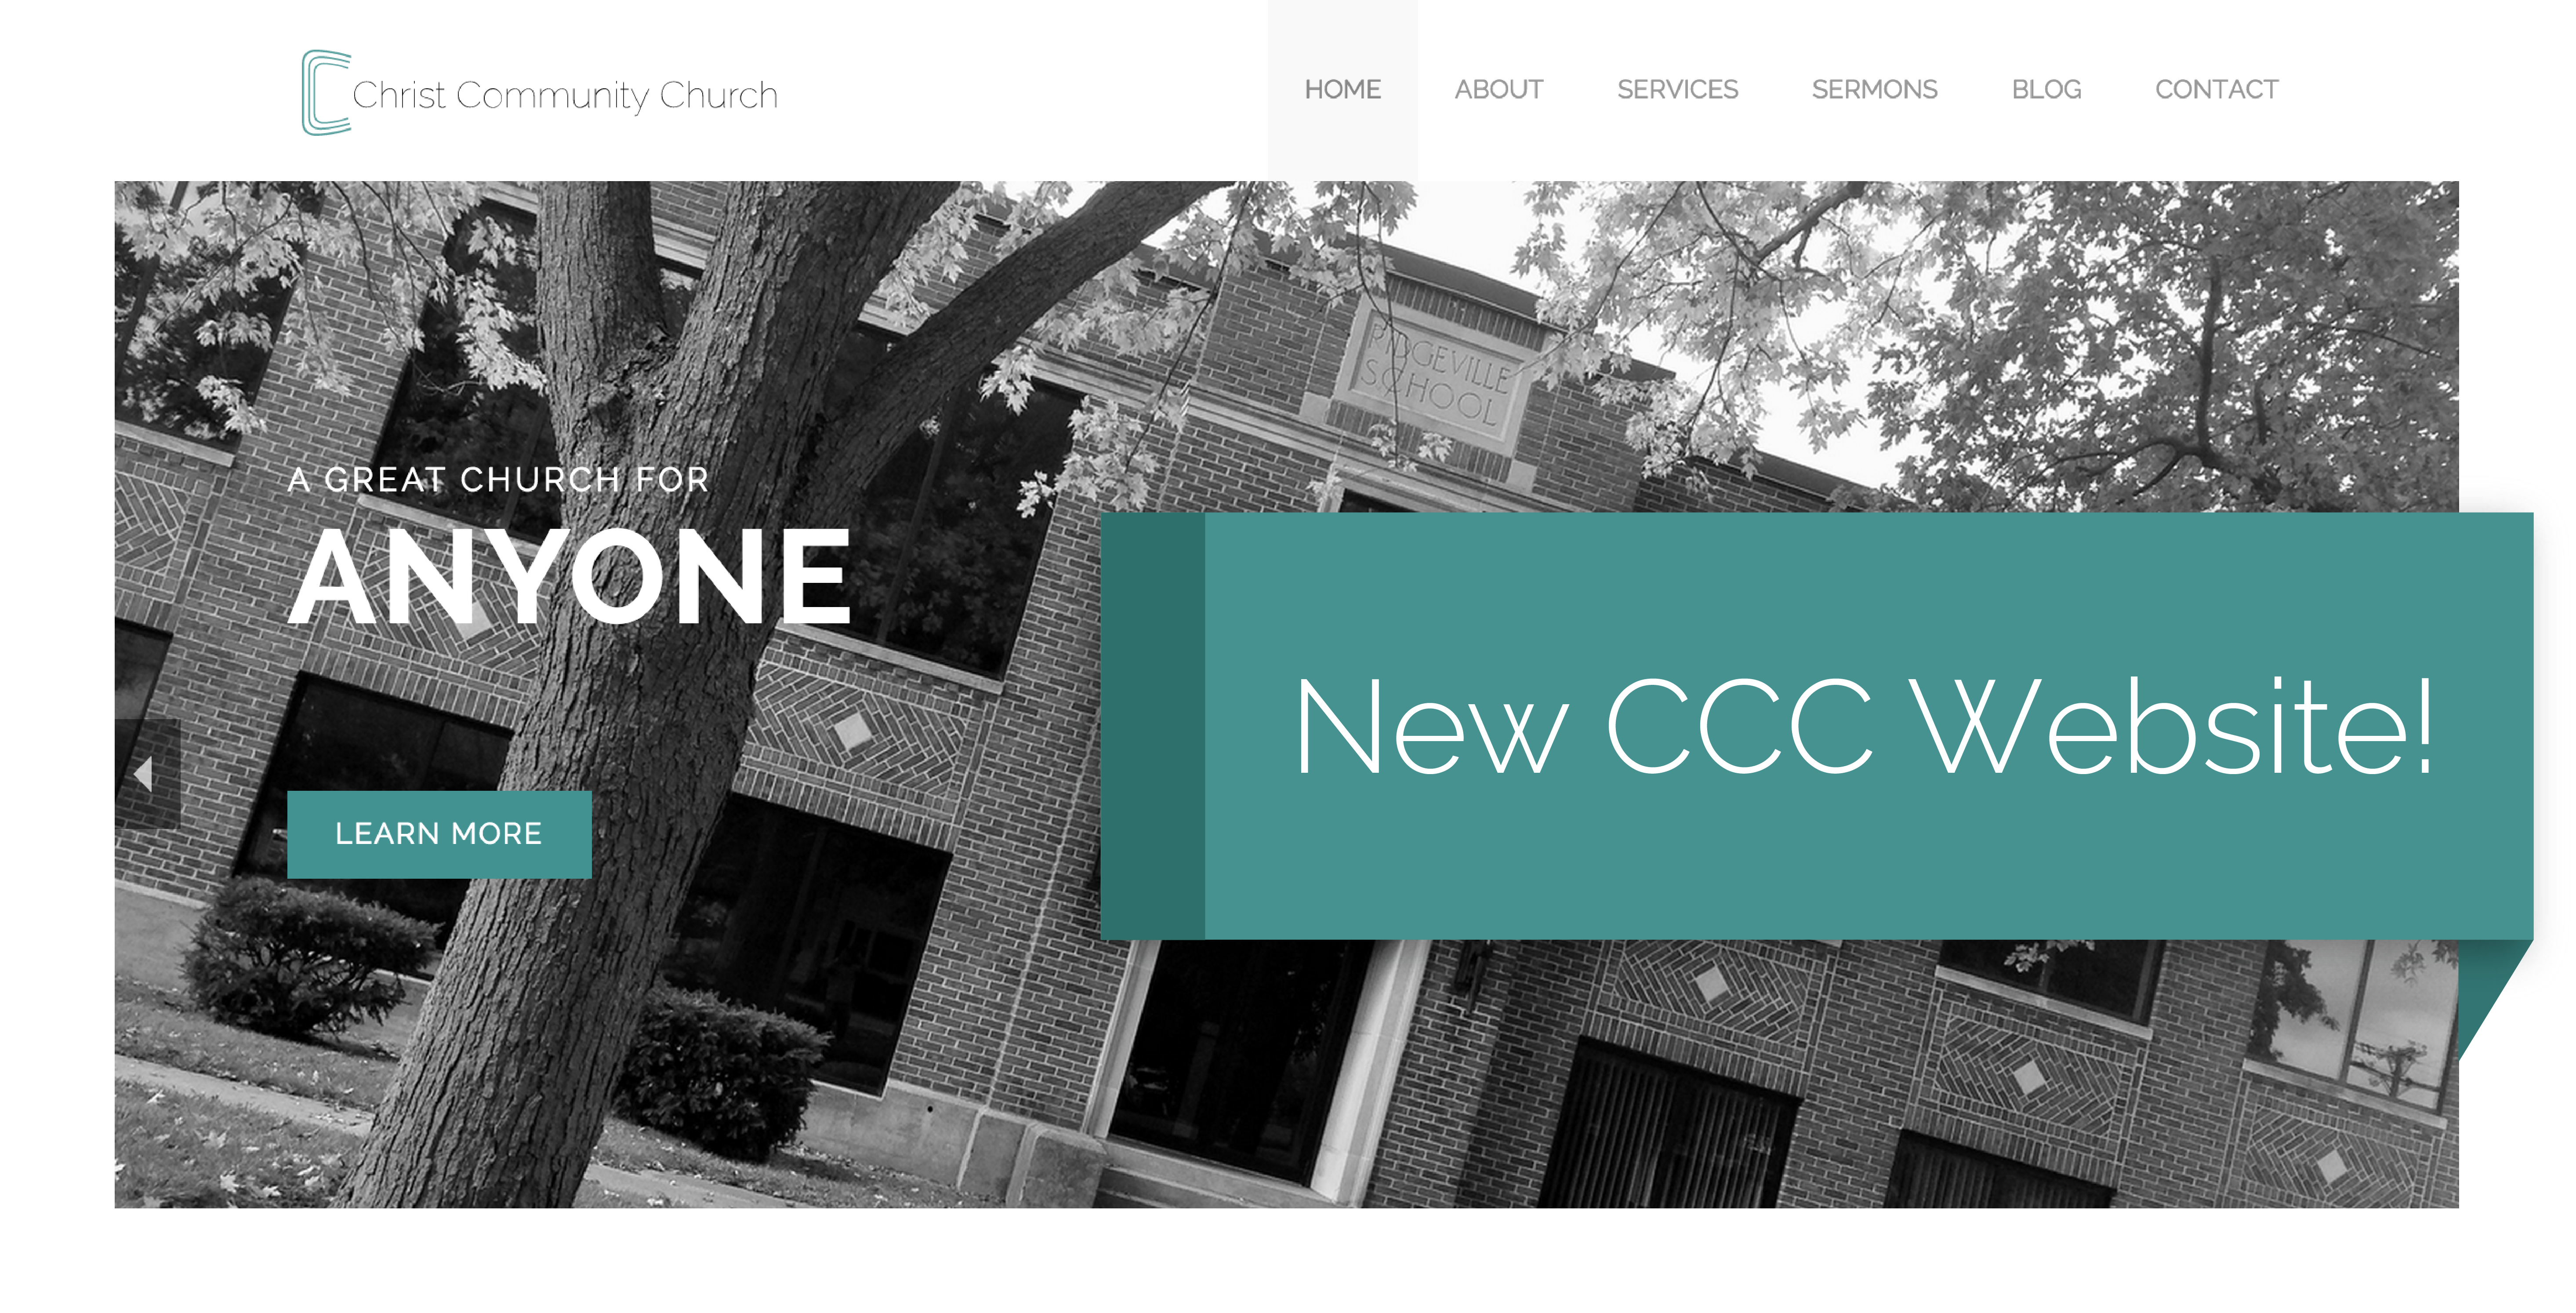 Christ Community Church
HOME ABOUT SERVICES SERMONS BLOG CONTACT
RIDGEVILLE
SCHOOL
A GREAT CHURCH FOR
ANYONE
New CCC Website!
LEARN MORE